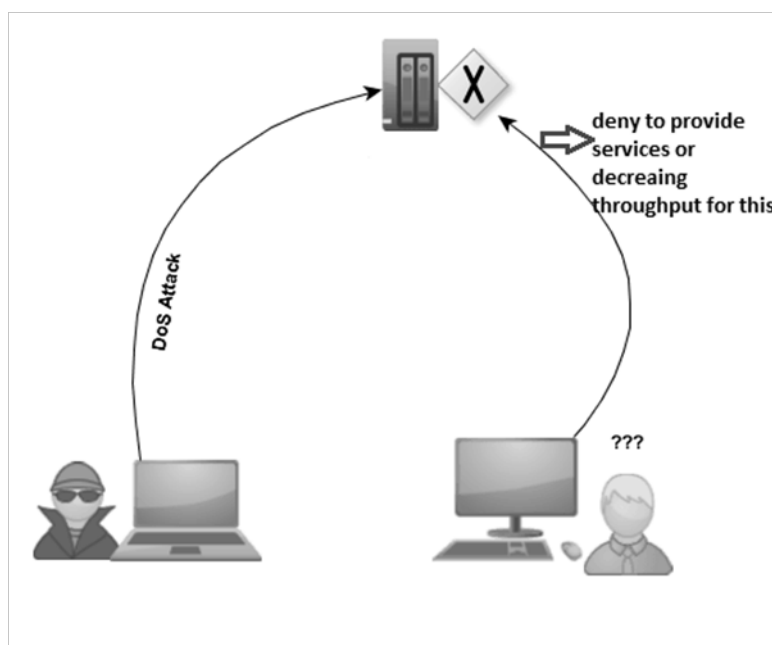 X
deny to provide
services or
decreaing
throughput for this
DoS Attack
???